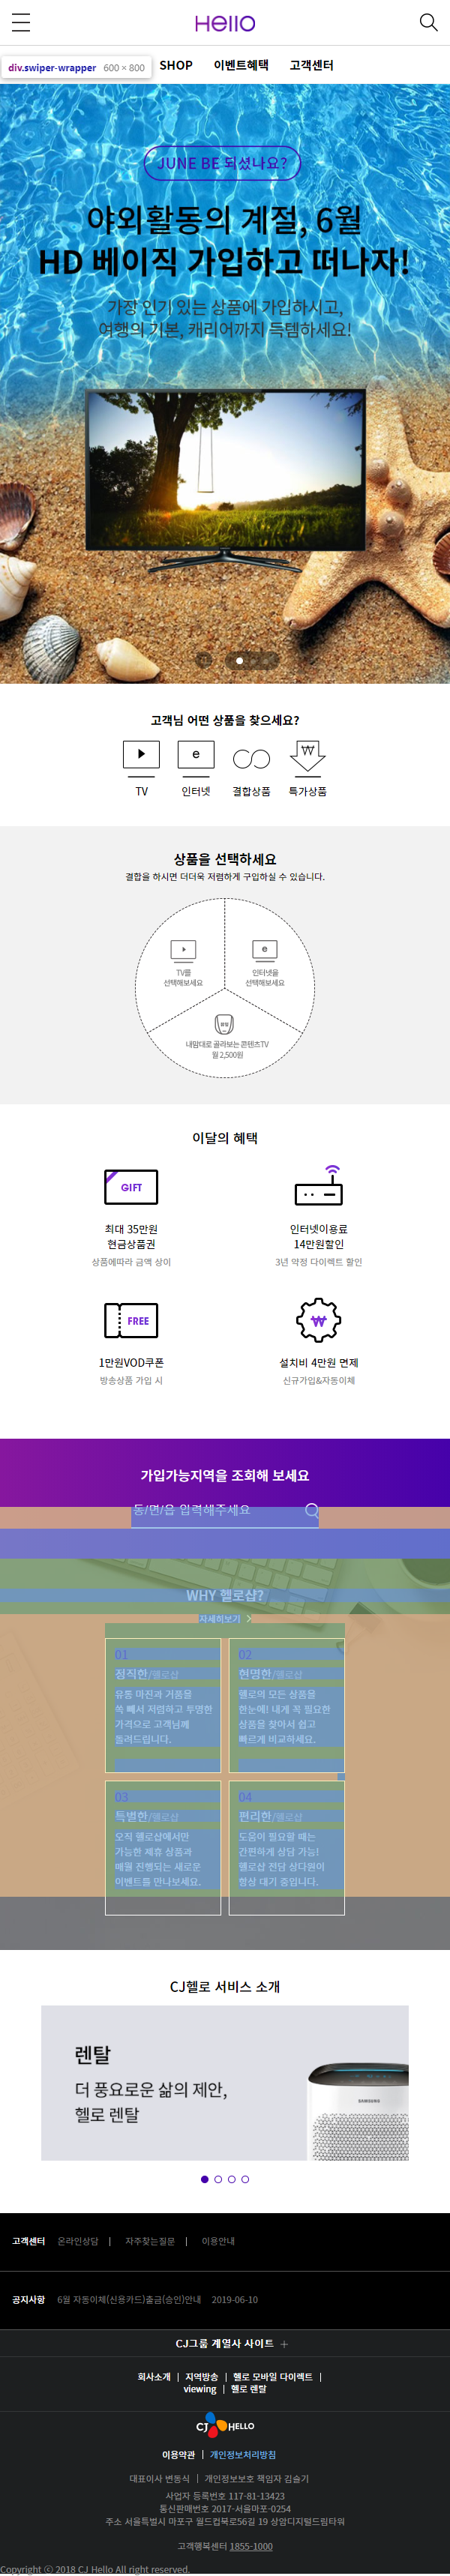 Hello
div.swiper-wrapper 600 × 800
SHOP 이벤트혜택 고객센터
JUNE BE 되셨나요?
야외활동의 계절, 6월
HD 베이직 가입하고 떠나자!
가장 인기 있는 상품에 가입하시고,
여행의 기본, 캐리어까지 득템하세요!
고객님 어떤 상품을 찾으세요?
e
TV 인터넷 결합상품 특가상품
상품을 선택하세요
결합을 하시면 더더욱 저렴하게 구입하실 수 있습니다.
e
TV를
선택해보세요
인터넷을
선택해보세요
내맘대로 골라보는 콘텐츠TV
월 2,500원
이달의 혜택
GIFT
최대 35만원
현금상품권
상품에따라 금액 상이
인터넷이용료
14만원할인
3년 약정 다이렉트 할인
FREE
1만원VOD쿠폰
방송상품 가입 시
₩
설치비 4만원 면제
신규가입&자동이체
가입가능지역을 조회해 보세요
동/면/읍 입력해주세요
WHY 헬로샵?
자세히보기 >
01
정직한/헬로샵
유통 마진과 거품을
쏙 빼서 저렴하고 투명한
가격으로 고객님께
돌려드립니다.
02
현명한/헬로샵
헬로의 모든 상품을
한눈에! 내게 꼭 필요한
상품을 찾아서 쉽고
빠르게 비교하세요.
03
특별한/헬로샵
오직 헬로샵에서만
가능한 제휴 상품과
매월 진행되는 새로운
이벤트를 만나보세요.
04
편리한/헬로샵
도움이 필요할 때는
간편하게 상담 가능!
헬로샵 전담 상다원이
항상 대기 중입니다.
CJ헬로 서비스 소개
렌탈
더 풍요로운 삶의 제안,
헬로 렌탈
SAMSUNG
고객센터 온라인상담 | 자주찾는질문 | 이용안내
공지사항 6월 자동이체(신용카드)출금(승인)안내 2019-06-10
CJ그룹 계열사 사이트 +
회사소개 | 지역방송 | 헬로 모바일 다이렉트 |
viewing | 헬로 렌탈
CJ HELLO
이용약관 | 개인정보처리방침
대표이사 변동식 | 개인정보보호 책임자 김슬기
사업자 등록번호 117-81-13423
통신판매번호 2017-서울마포-0254
주소 서울특별시 마포구 월드컵북로56길 19 상암디지털드림타워
고객행복센터 1855-1000
Copyright ⓒ 2018 CJ Hello All right reserved.